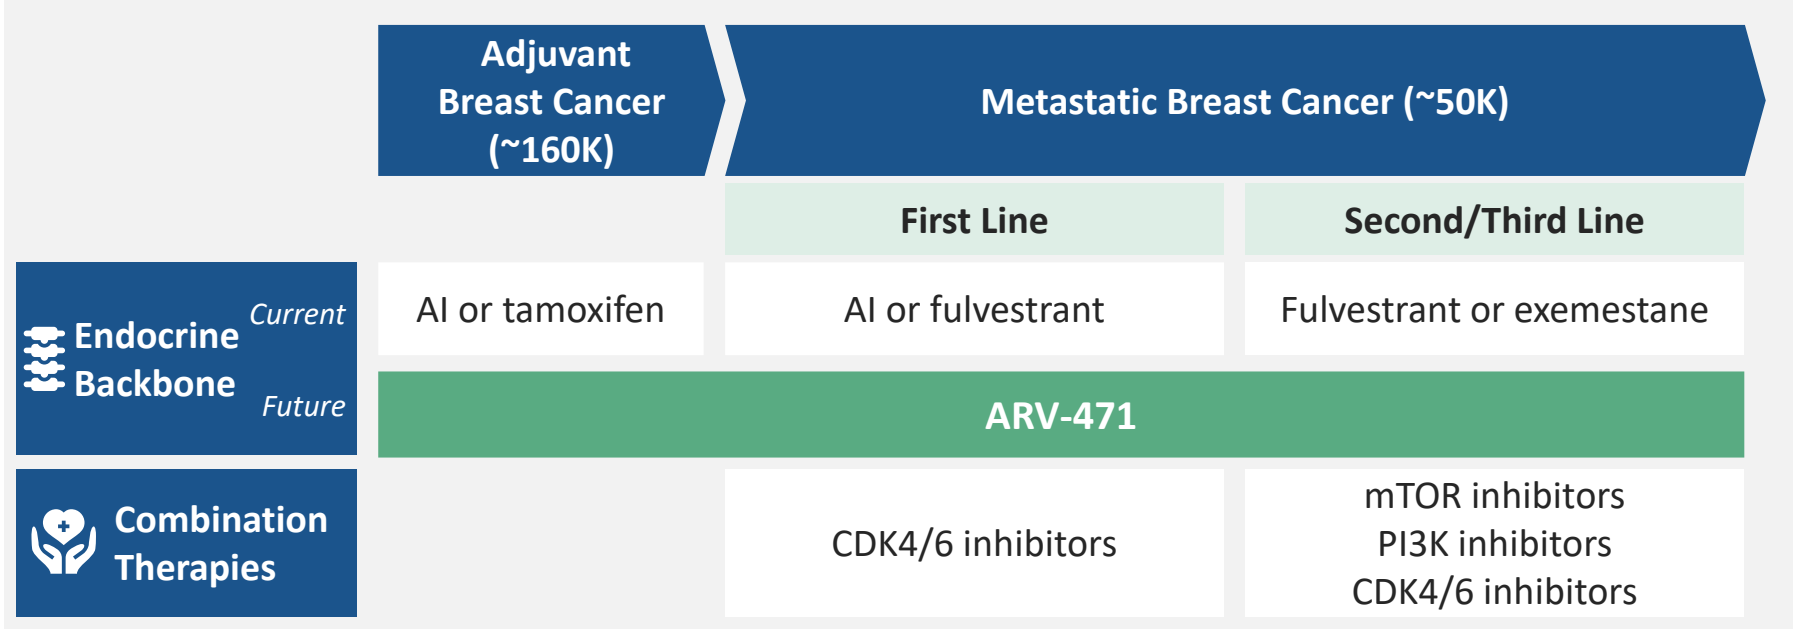 Adjuvant
Breast Cancer
(~160K)
Metastatic Breast Cancer (~50K)
First Line
Second/Third Line
Endocrine
Backbone
Current
Future
AI or tamoxifen
AI or fulvestrant
Fulvestrant or exemestane
ARV-471
Combination
Therapies
CDK4/6 inhibitors
mTOR inhibitors
PI3K inhibitors
CDK4/6 inhibitors